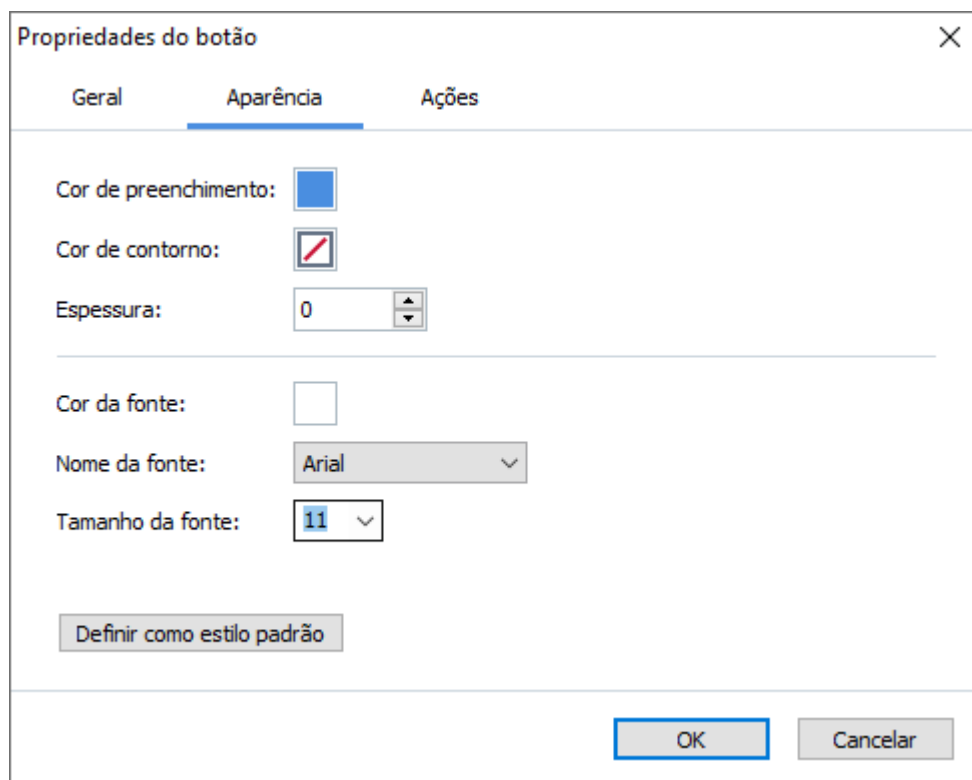 Propriedades do botão
Geral Aparência Ações
Cor de preenchimento:
Cor de contorno:
Espessura: 0
Cor da fonte:
Nome da fonte: Arial
Tamanho da fonte: 11
Definir como estilo padrão
OK Cancelar